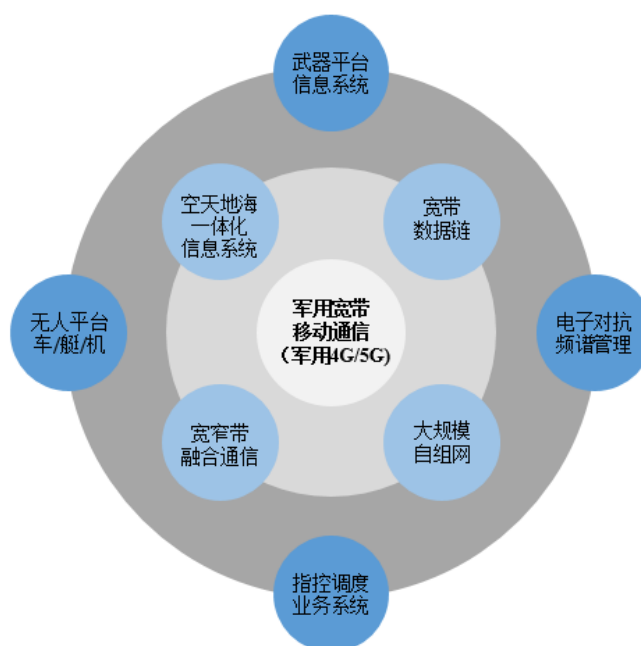 武器平台
信息系统
空天地海
一体化
信息系统
宽带
数据链
无人平台
车/艇/机
军用宽带
移动通信
（军用4G/5G)
电子对抗
频谱管理
宽窄带
融合通信
大规模
自组网
指控调度
业务系统